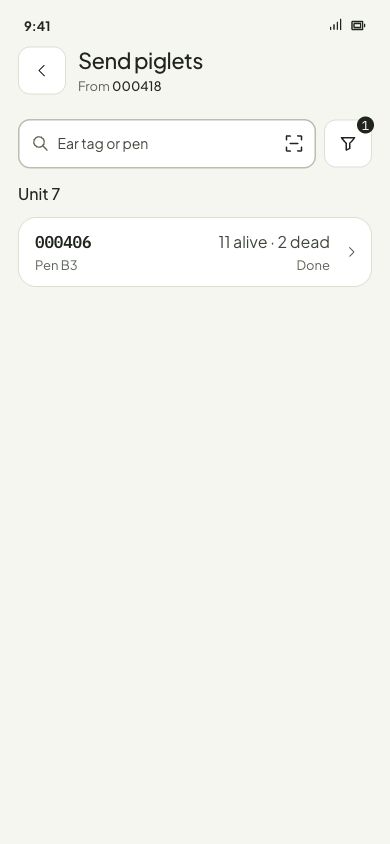 9:41
Send piglets
From 000418
Ear tag or pen
1
Unit 7
000406
11 alive · 2 dead
Pen B3
Done